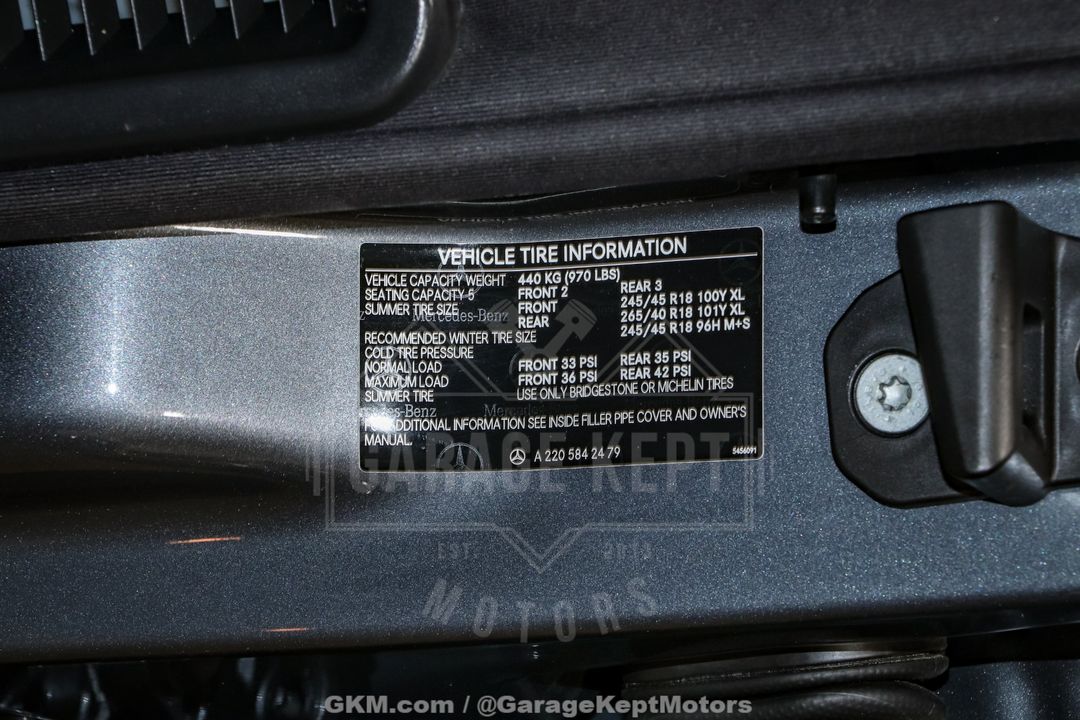 VEHICLE TIRE INFORMATION
VEHICLE CAPACITY WEIGHT 440 KG (970 LBS)
SEATING CAPACITY 5 FRONT 2 REAR 3
SUMMER TIRE SIZE FRONT 245/45 R18 100Y XL
REAR 265/40 R18 101Y XL
RECOMMENDED WINTER TIRE SIZE 245/45 R18 96H M+S
COLD TIRE PRESSURE
NORMAL LOAD FRONT 33 PSI REAR 35 PSI
MAXIMUM LOAD FRONT 36 PSI REAR 42 PSI
SUMMER TIRE USE ONLY BRIDGESTONE OR MICHELIN TIRES
FOR ADDITIONAL INFORMATION SEE INSIDE FILLER PIPE COVER AND OWNER'S
MANUAL.
A 220 584 24 79 5456091
Mercedes-Benz
GARAGE KEPT
EST. 2013
MOTORS
GKM.com / @GarageKeptMotors